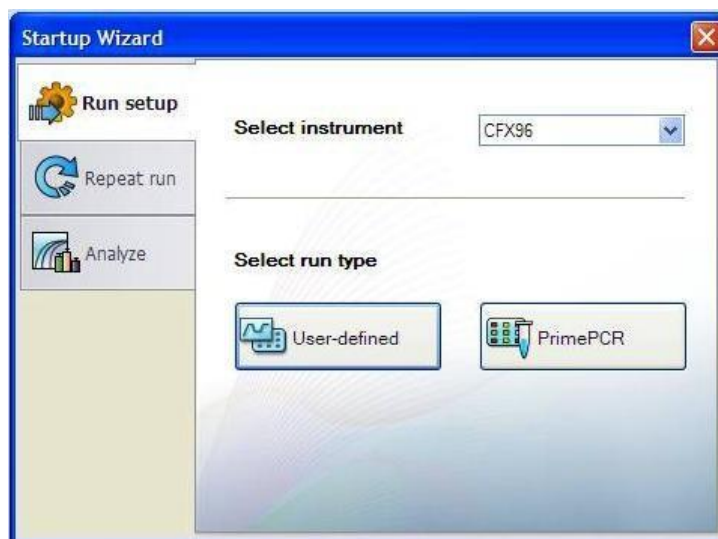 Startup Wizard
Run setup
Repeat run
Analyze
Select instrument
CFX96
Select run type
User-defined
PrimePCR